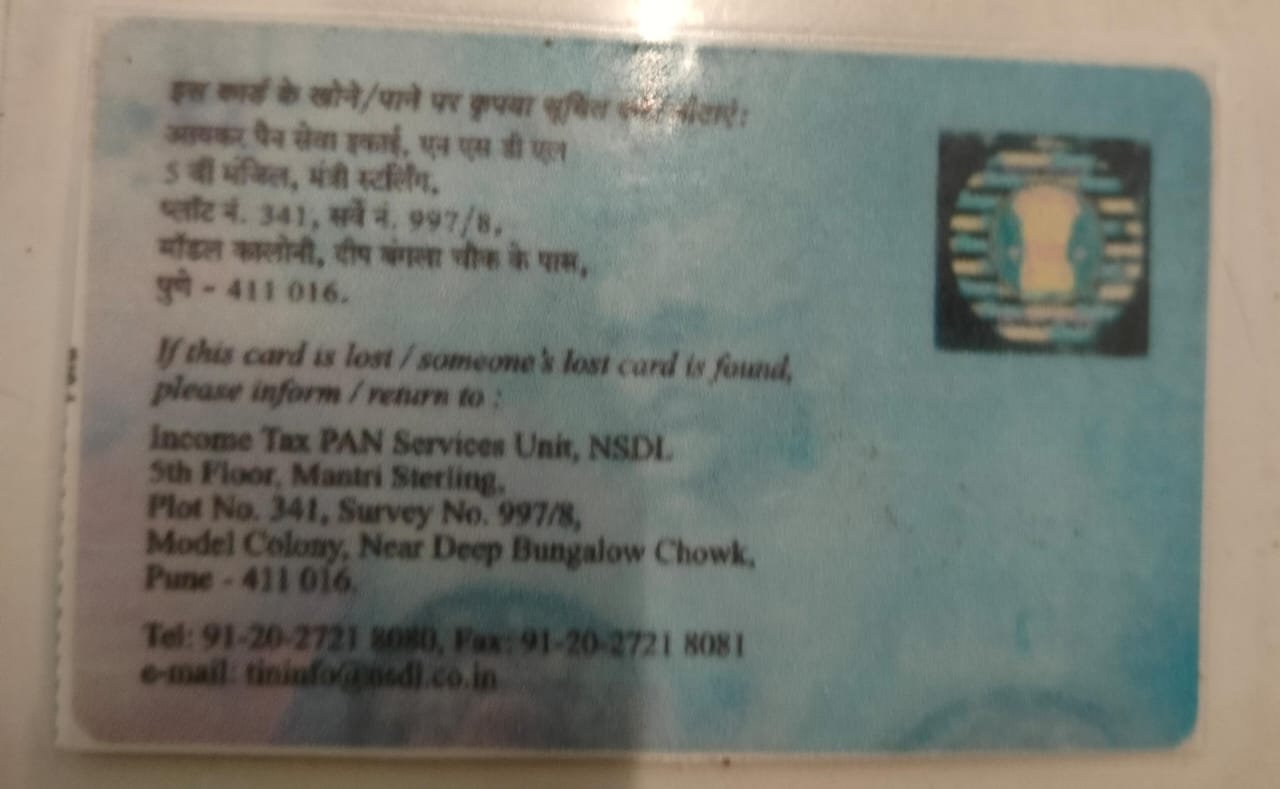 इस कार्ड के खोने/पाने पर कृपया सूचित करें/लौटाएं:
आयकर पैन सेवा इकाई, एन एस डी एल
5 वीं मंजिल, मंत्री स्टर्लिंग,
प्लॉट नं. 341, सर्वे नं. 997/8,
मॉडल कालोनी, दीप बंगला चौक के पास,
पुणे - 411 016.
If this card is lost / someone's lost card is found,
please inform / return to :
Income Tax PAN Services Unit, NSDL
5th Floor, Mantri Sterling,
Plot No. 341, Survey No. 997/8,
Model Colony, Near Deep Bungalow Chowk,
Pune - 411 016.
Tel: 91-20-2721 8080, Fax: 91-20-2721 8081
e-mail: tininfo@nsdl.co.in